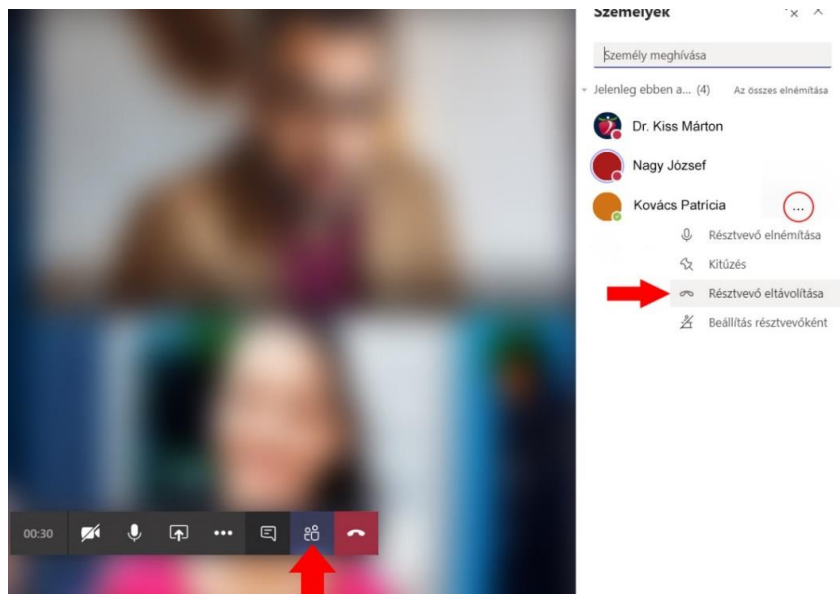 Személyek
Személy meghívása
Jelenleg ebben a... (4) Az összes elnémítása
Dr. Kiss Márton
Nagy József
Kovács Patrícia ...
Résztvevő elnémítása
Kitűzés
Résztvevő eltávolítása
Beállítás résztvevőként
00:30